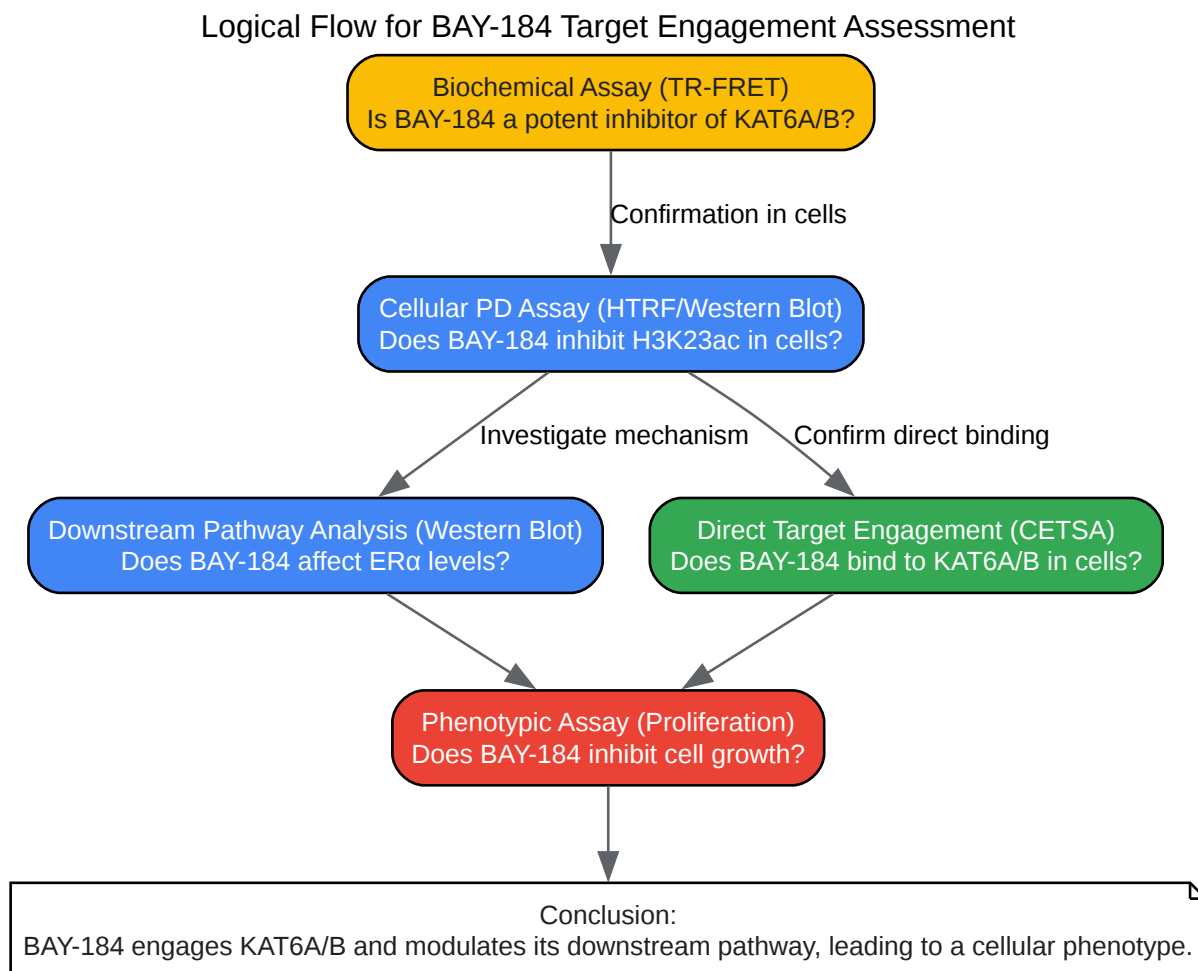 Logical Flow for BAY-184 Target Engagement Assessment
Biochemical Assay (TR-FRET)
Is BAY-184 a potent inhibitor of KAT6A/B?
Confirmation in cells
Cellular PD Assay (HTRF/Western Blot)
Does BAY-184 inhibit H3K23ac in cells?
Investigate mechanism
Confirm direct binding
Downstream Pathway Analysis (Western Blot)
Does BAY-184 affect ERα levels?
Direct Target Engagement (CETSA)
Does BAY-184 bind to KAT6A/B in cells?
Phenotypic Assay (Proliferation)
Does BAY-184 inhibit cell growth?
Conclusion:
BAY-184 engages KAT6A/B and modulates its downstream pathway, leading to a cellular phenotype.